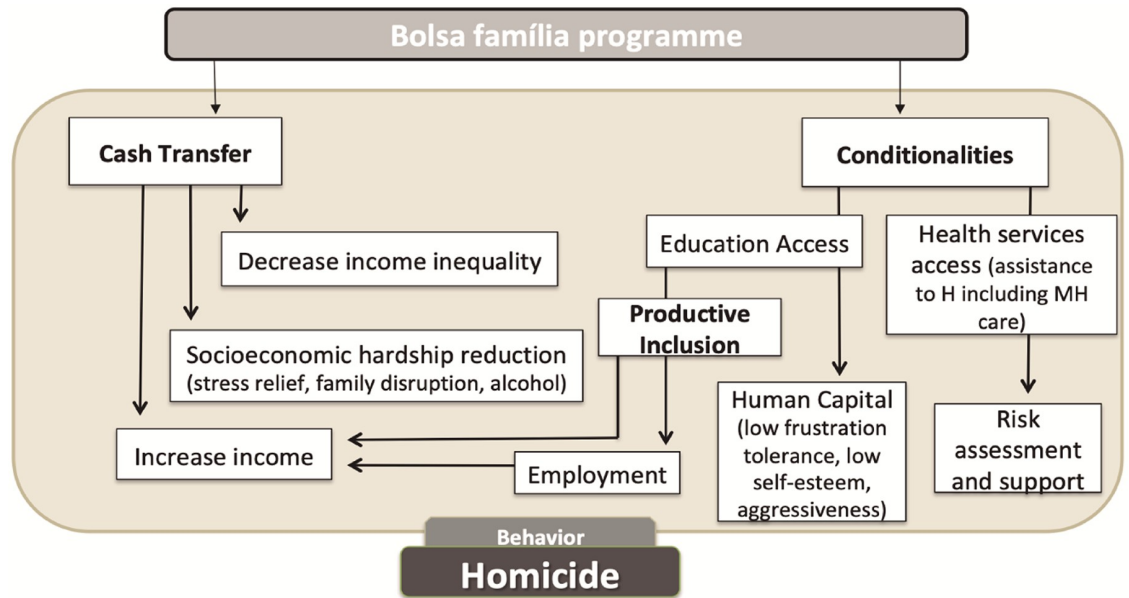 Bolsa família programme
Cash Transfer
Conditionalities
Decrease income inequality
Education Access
Health services
access (assistance
to H including MH
care)
Socioeconomic hardship reduction
(stress relief, family disruption, alcohol)
Productive
Inclusion
Increase income
Employment
Human Capital
(low frustration
tolerance, low
self-esteem,
aggressiveness)
Risk
assessment
and support
Behavior
Homicide